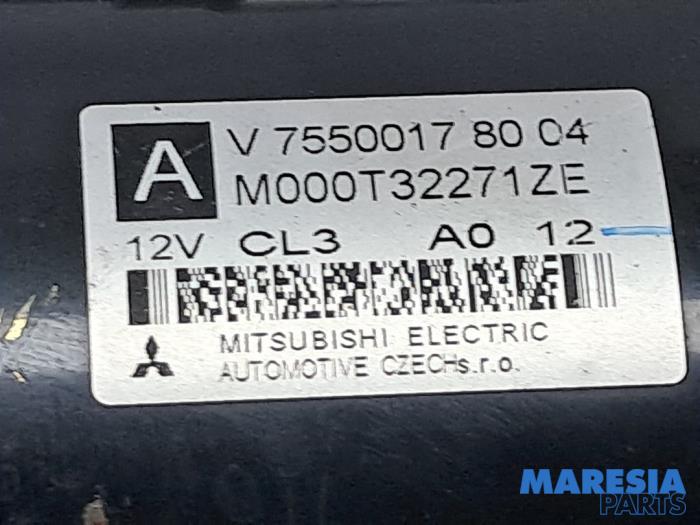 A
V 7550017 80 04
M000T32271ZE
12V CL3 A0 12
MITSUBISHI ELECTRIC
AUTOMOTIVE CZECHs.r.o.
MARESIA
PARTS